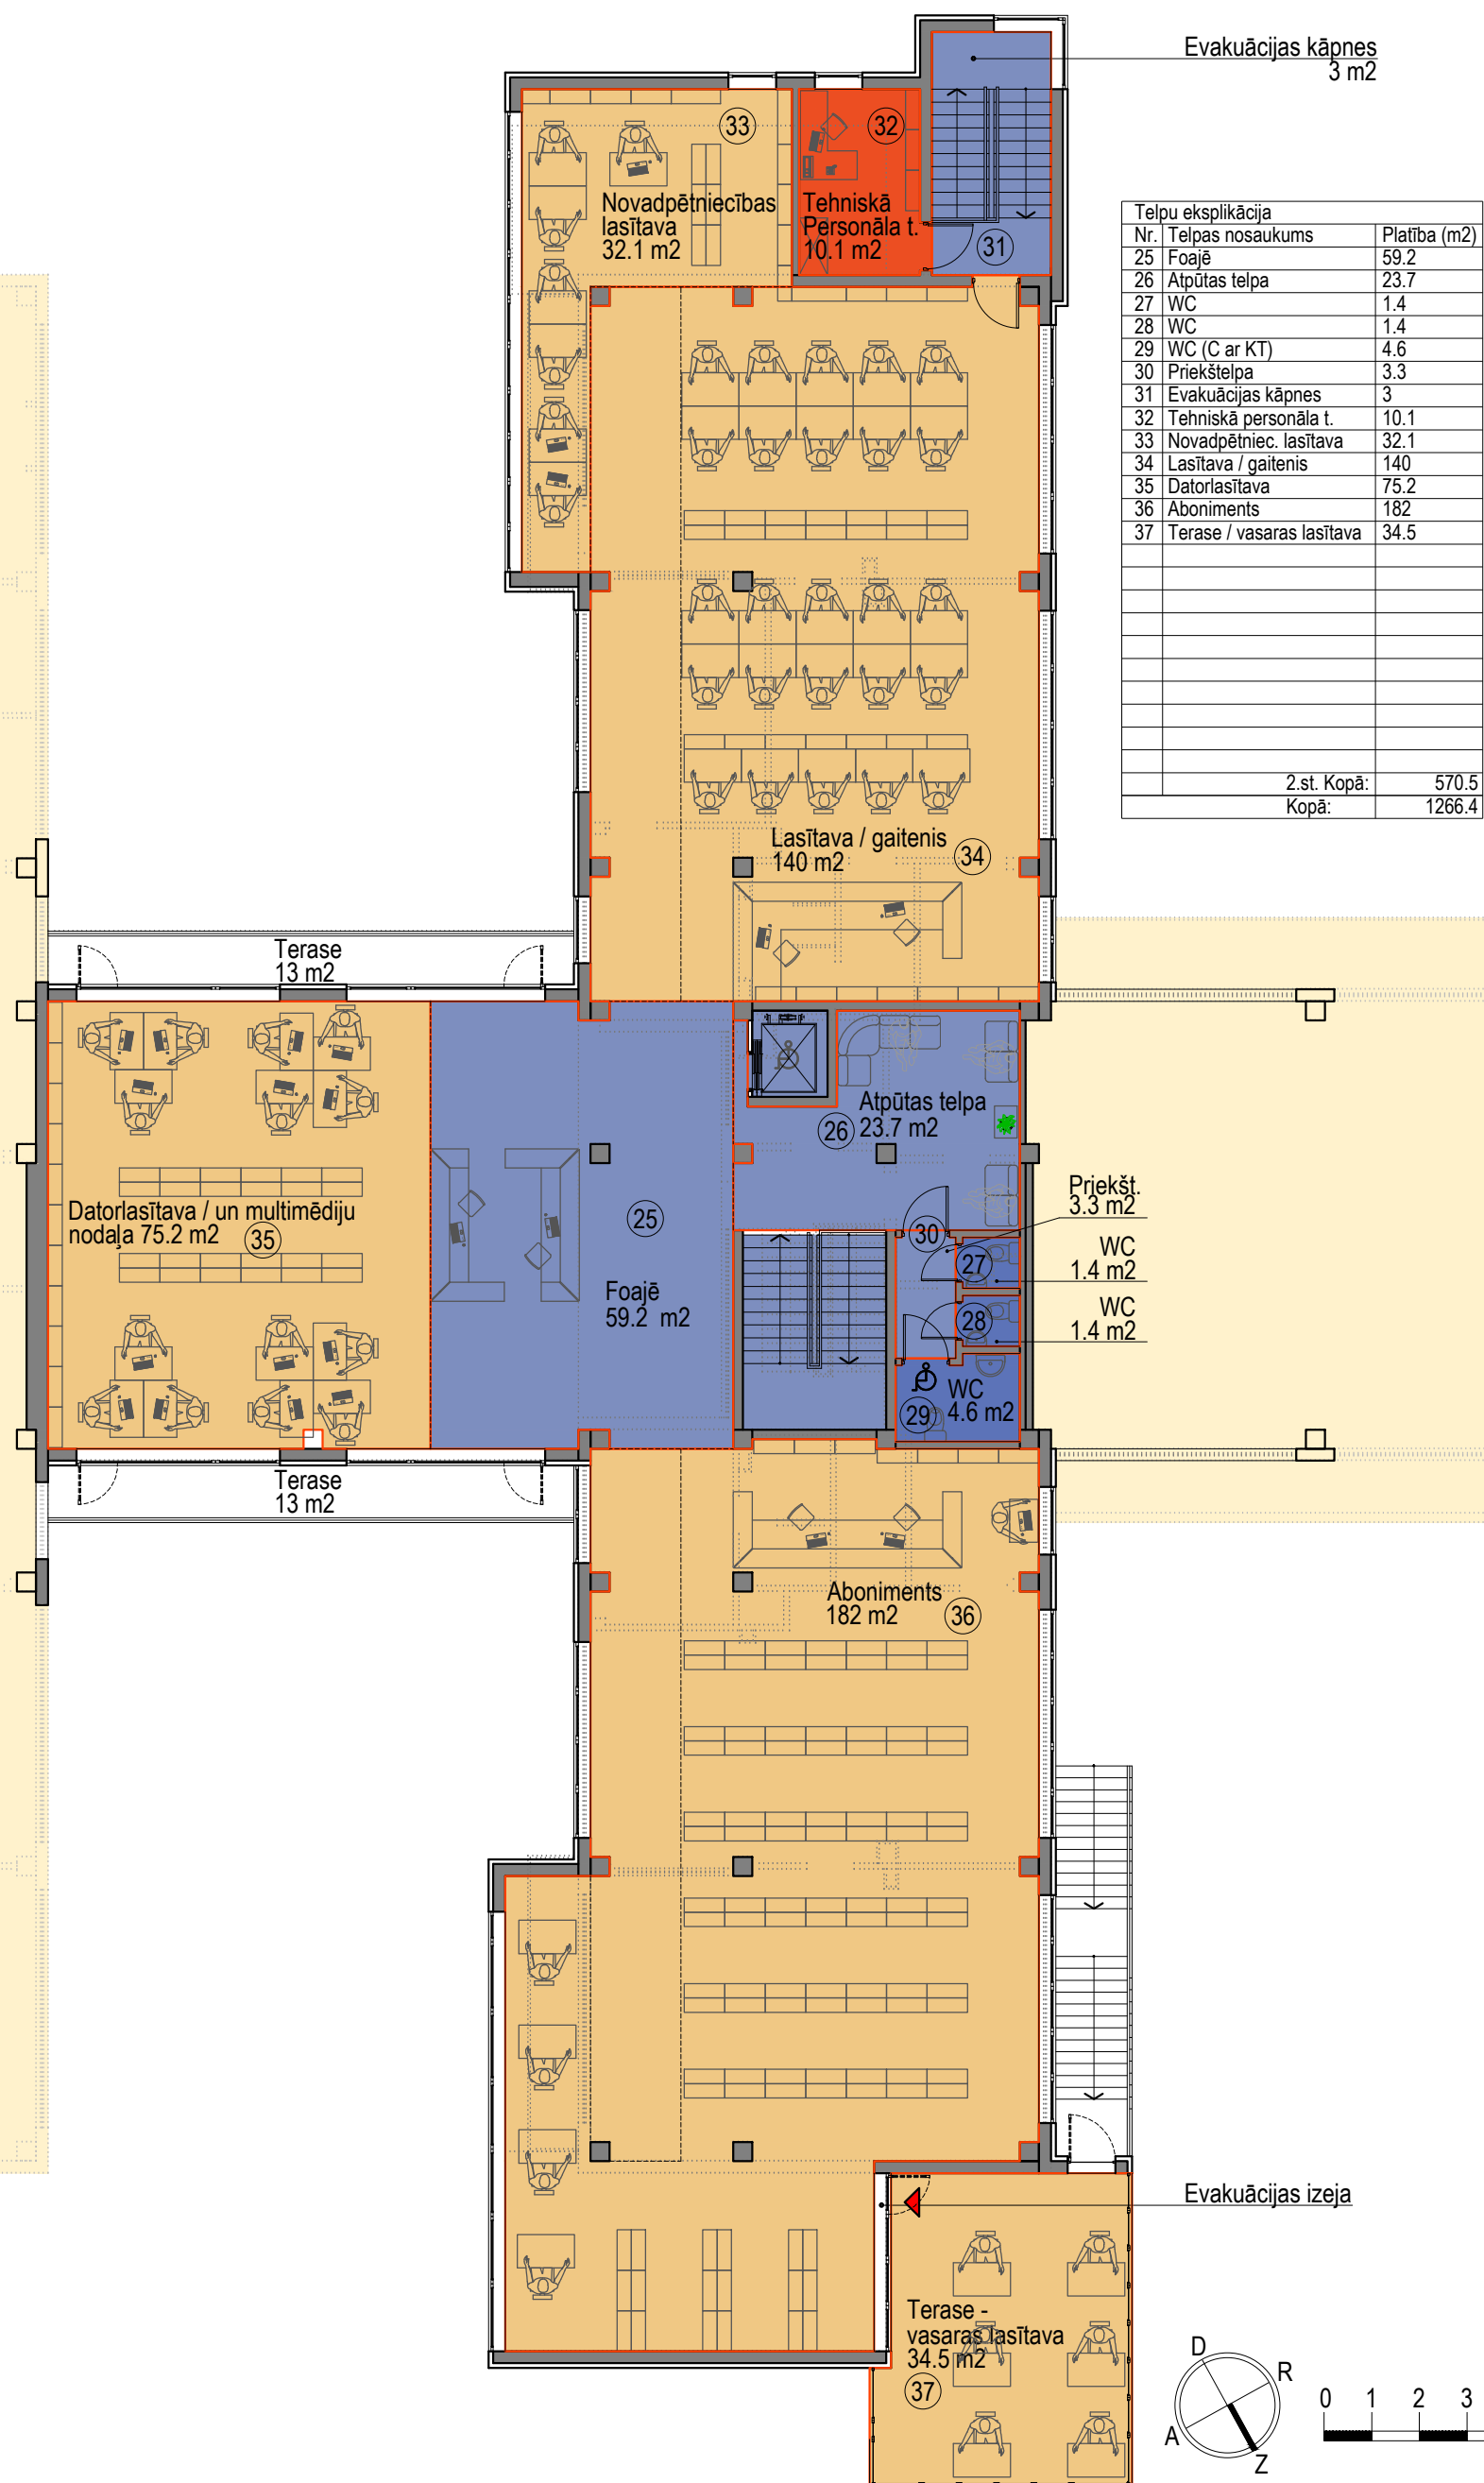 Evakuācijas kāpnes
3 m2
33
32
Novadpētniecības
lasītava
32.1 m2
Tehniskā
Personāla t.
10.1 m2
31
Telpu eksplikācija
Nr. Telpas nosaukums Platība (m2)
25 Foajē 59.2
26 Atpūtas telpa 23.7
27 WC 1.4
28 WC 1.4
29 WC (C ar KT) 4.6
30 Priekštelpa 3.3
31 Evakuācijas kāpnes 3
32 Tehniskā personāla t. 10.1
33 Novadpētniec. lasītava 32.1
34 Lasītava / gaitenis 140
35 Datorlasītava 75.2
36 Aboniments 182
37 Terase / vasaras lasītava 34.5
2.st. Kopā: 570.5
Kopā: 1266.4
Lasītava / gaitenis
140 m2
34
Terase
13 m2
Atpūtas telpa
26 23.7 m2
Priekšt.
3.3 m2
Datorlasītava / un multimēdiju
nodaļa 75.2 m2
35
25
30
27
WC
1.4 m2
Foajē
59.2 m2
28
WC
1.4 m2
WC
29 4.6 m2
Terase
13 m2
Aboniments
182 m2
36
Evakuācijas izeja
Terase -
vasaras lasītava
34.5 m2
37
D
R
A
Z
0 1 2 3